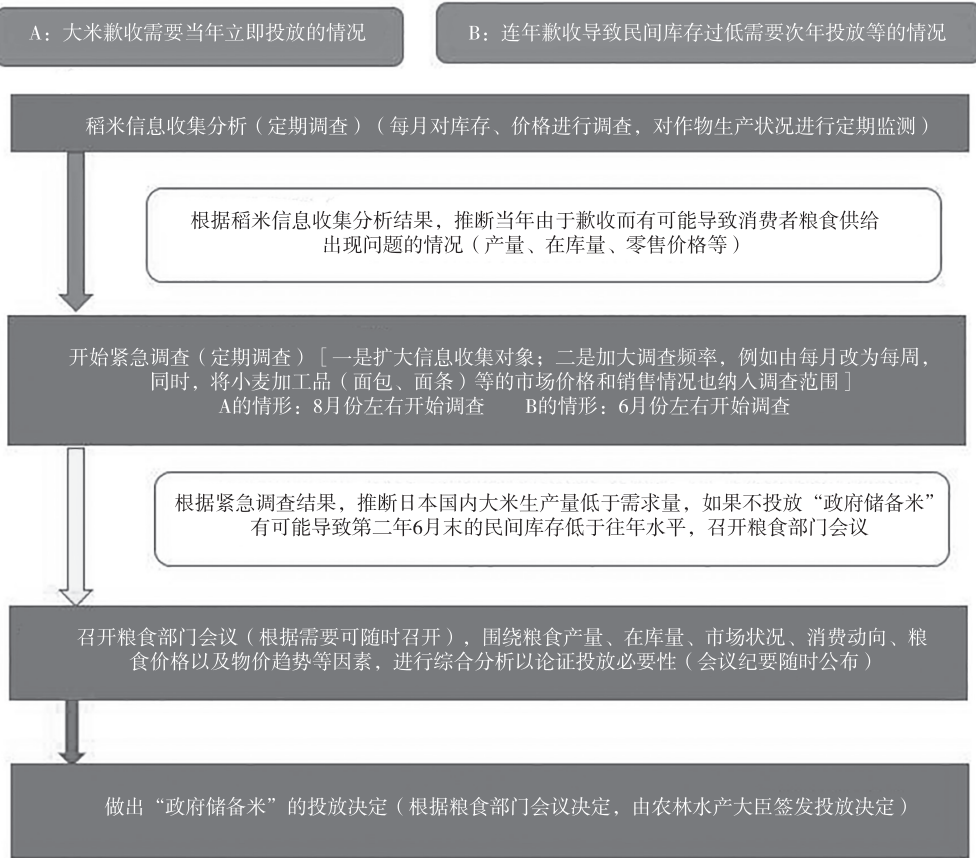 A：大米歉收需要当年立即投放的情况
B：连年歉收导致民间库存过低需要次年投放等的情况
稻米信息收集分析（定期调查）（每月对库存、价格进行调查，对作物生产状况进行定期监测）
根据稻米信息收集分析结果，推断当年由于歉收而有可能导致消费者粮食供给
出现问题的情况（产量、在库量、零售价格等）
开始紧急调查（定期调查）［一是扩大信息收集对象；二是加大调查频率，例如由每月改为每周，
同时，将小麦加工品（面包、面条）等的市场价格和销售情况也纳入调查范围］
A的情形：8月份左右开始调查 B的情形：6月份左右开始调查
根据紧急调查结果，推断日本国内大米生产量低于需求量，如果不投放“政府储备米”
有可能导致第二年6月末的民间库存低于往年水平，召开粮食部门会议
召开粮食部门会议（根据需要可随时召开），围绕粮食产量、在库量、市场状况、消费动向、粮
食价格以及物价趋势等因素，进行综合分析以论证投放必要性（会议纪要随时公布）
做出“政府储备米”的投放决定（根据粮食部门会议决定，由农林水产大臣签发投放决定）